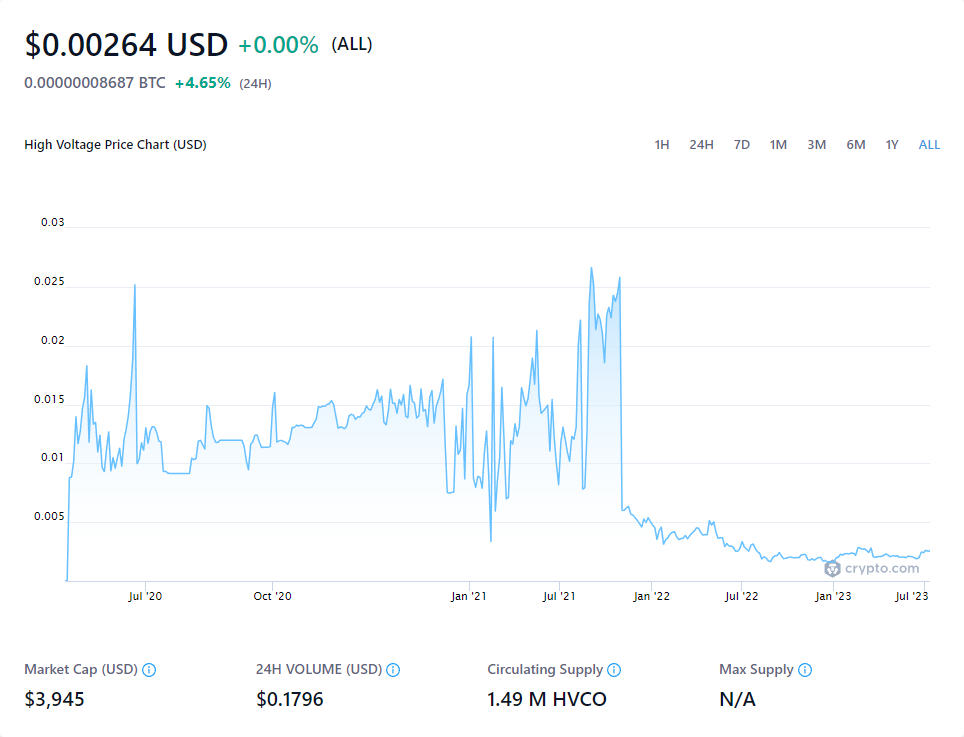 $0.00264 USD +0.00% (ALL)
0.00000008687 BTC +4.65% (24H)
High Voltage Price Chart (USD) 1H 24H 7D 1M 3M 6M 1Y ALL
0.03
0.025
0.02
0.015
0.01
0.005
crypto.com
Jul '20 Oct '20 Jan '21 Jul '21 Jan '22 Jul '22 Jan '23 Jul '23
Market Cap (USD) 24H VOLUME (USD) Circulating Supply Max Supply
$3,945 $0.1796 1.49 M HVCO N/A